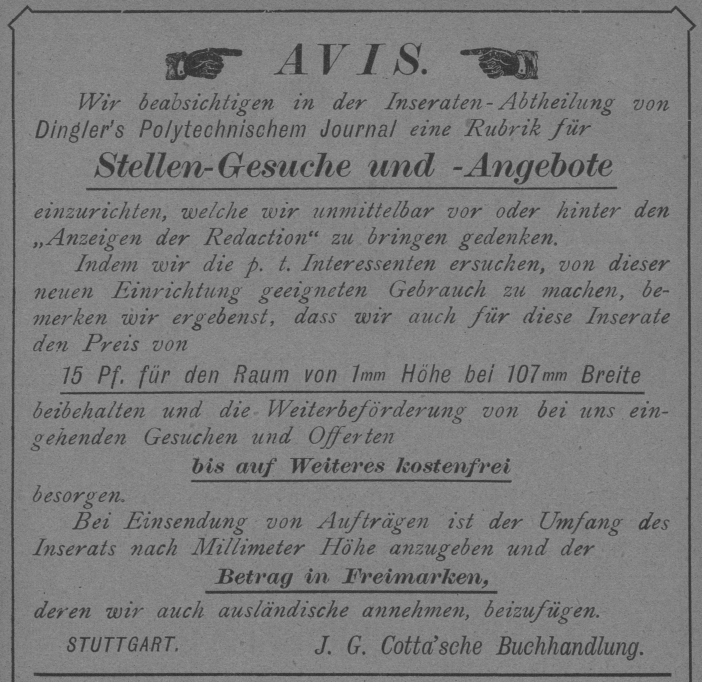 AVIS.
Wir beabsichtigen in der Inseraten-Abtheilung von
Dingler's Polytechnischem Journal eine Rubrik für
Stellen-Gesuche und -Angebote
einzurichten, welche wir unmittelbar vor oder hinter den
„Anzeigen der Redaction“ zu bringen gedenken.
Indem wir die p. t. Interessenten ersuchen, von dieser
neuen Einrichtung geeigneten Gebrauch zu machen, be-
merken wir ergebenst, dass wir auch für diese Inserate
den Preis von
15 Pf. für den Raum von 1mm Höhe bei 107mm Breite
beibehalten und die Weiterbeförderung von bei uns ein-
gehenden Gesuchen und Offerten
bis auf Weiteres kostenfrei
besorgen.
Bei Einsendung von Aufträgen ist der Umfang des
Inserats nach Millimeter Höhe anzugeben und der
Betrag in Freimarken,
deren wir auch ausländische annehmen, beizufügen.
STUTTGART. J. G. Cotta'sche Buchhandlung.